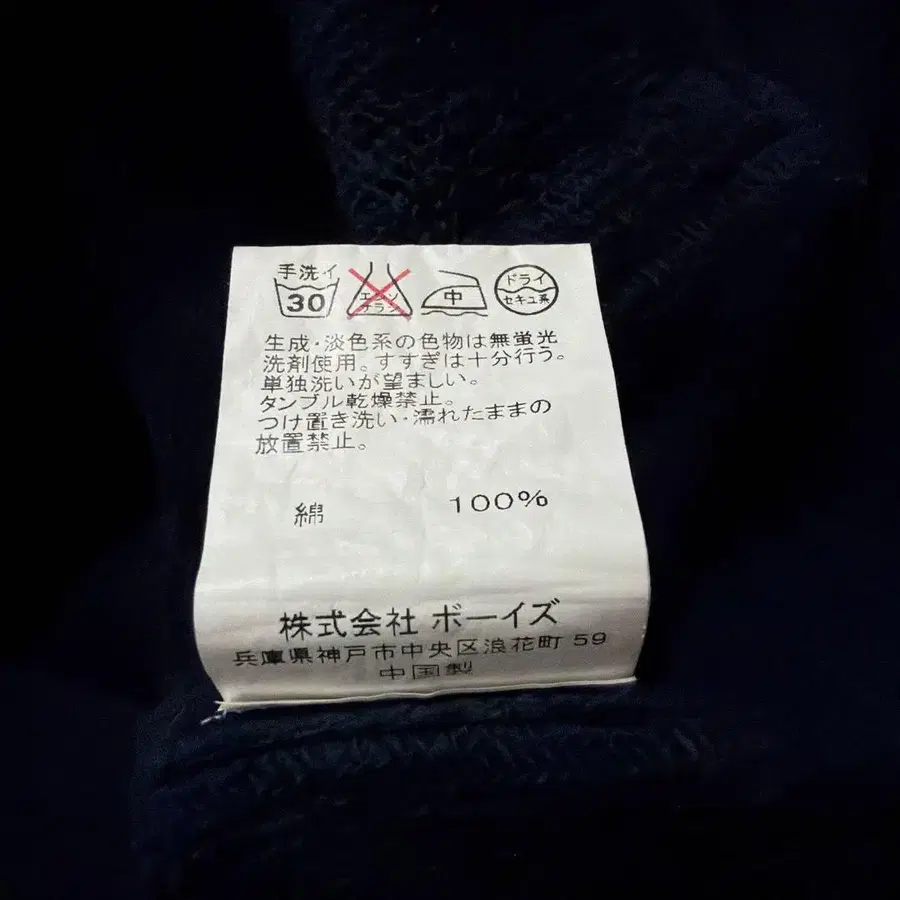 手洗イ
30
エンソ
チラシ
中
ドライ
セキユ系
生成・淡色系の色物は無蛍光
洗剤使用。すすぎは十分行う。
単独洗いが望ましい。
タンブル乾燥禁止。
つけ置き洗い・濡れたままの
放置禁止。
綿 100%
株式会社 ボーイズ
兵庫県神戸市中央区浪花町 59
中国製